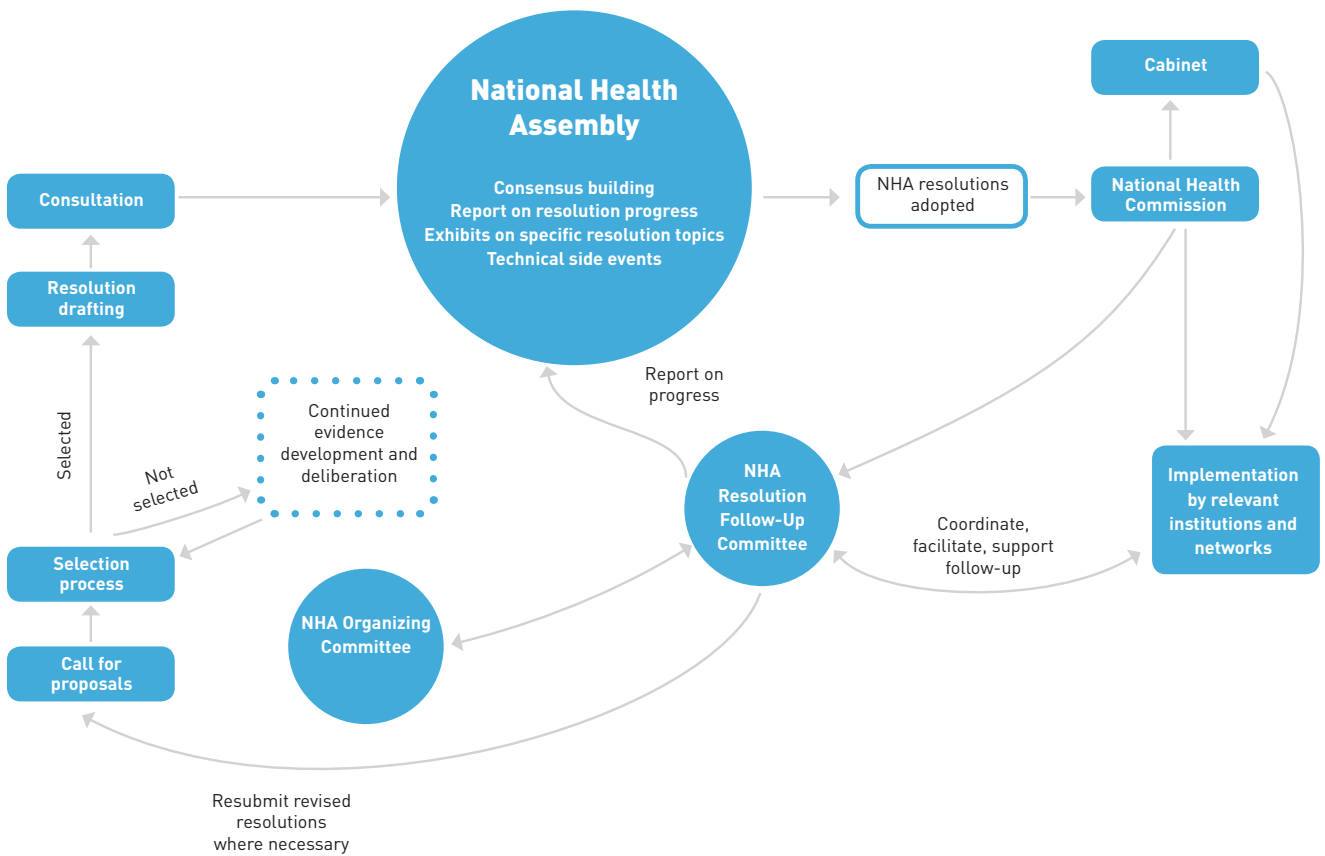 National Health
Assembly
Consensus building
Report on resolution progress
Exhibits on specific resolution topics
Technical side events
Cabinet
Consultation
NHA resolutions
adopted
National Health
Commission
Resolution
drafting
Report on
progress
Selected
Not
selected
Continued
evidence
development and
deliberation
NHA
Resolution
Follow-Up
Committee
Coordinate,
facilitate, support
follow-up
Implementation
by relevant
institutions and
networks
Selection
process
NHA Organizing
Committee
Call for
proposals
Resubmit revised
resolutions
where necessary